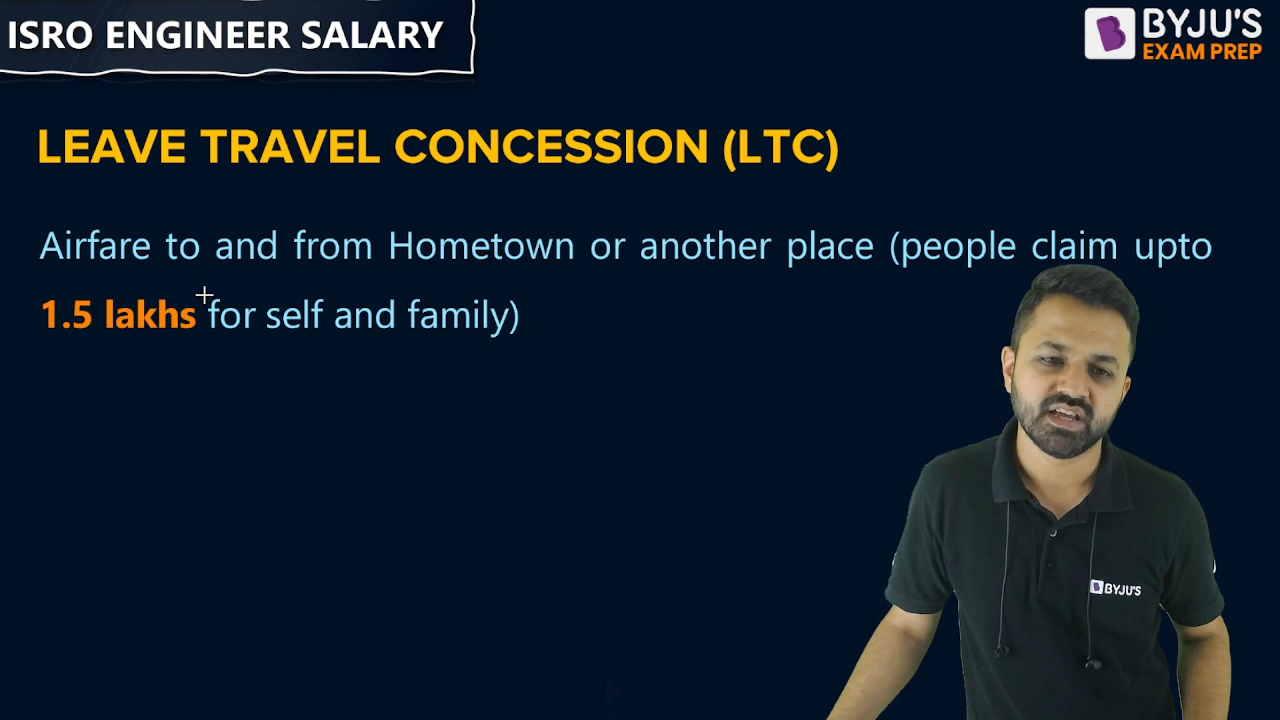 ISRO ENGINEER SALARY
BYJU'S
EXAM PREP
LEAVE TRAVEL CONCESSION (LTC)
Airfare to and from Hometown or another place (people claim upto
1.5 lakhs for self and family)
BYJU'S